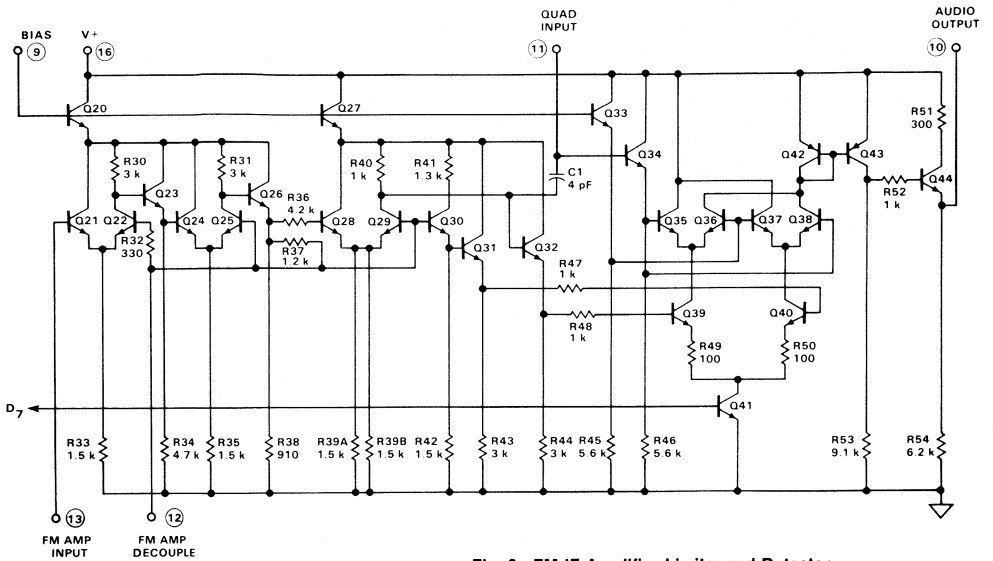 BIAS
9
V+
16
QUAD
INPUT
11
AUDIO
OUTPUT
10
Q20
Q27
Q33
R51
300
R30
3 k
R31
3 k
R40
1 k
R41
1.3 k
C1
4 pF
Q34
Q42
Q43
Q44
Q23
Q26
R36
4.2 k
R52
1 k
Q21
Q22
Q24
Q25
Q28
Q29
Q30
Q35
Q36
Q37
Q38
R32
330
R37
1.2 k
Q31
Q32
R47
1 k
Q39
Q40
R48
1 k
R49
100
R50
100
D7
Q41
R33
1.5 k
R34
4.7 k
R35
1.5 k
R38
910
R39A
1.5 k
R39B
1.5 k
R42
1.5 k
R43
3 k
R44
3 k
R45
5.6 k
R46
5.6 k
R53
9.1 k
R54
6.2 k
13
FM AMP
INPUT
12
FM AMP
DECOUPLE